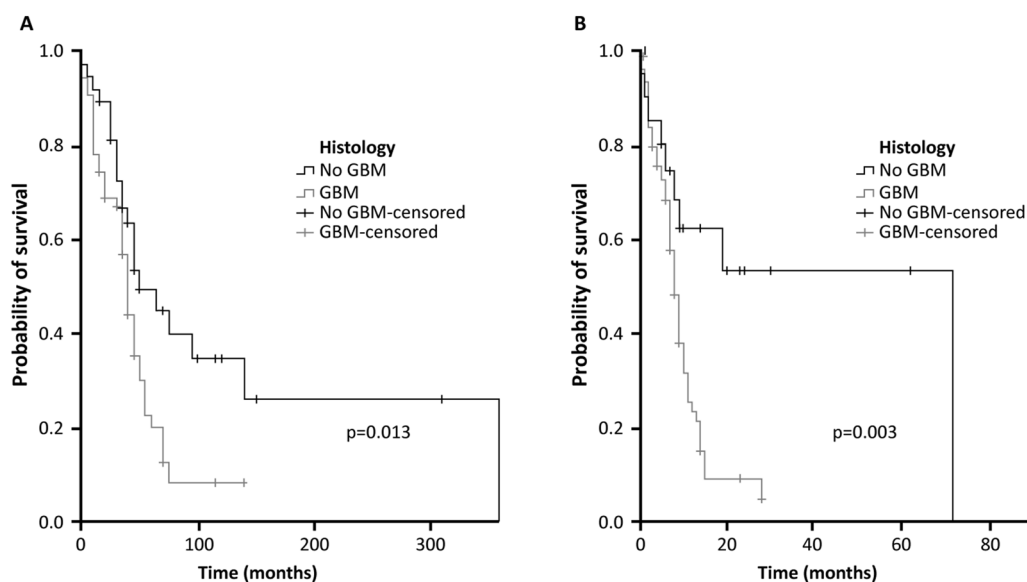 A
Probability of survival
1.0
0.8
0.6
0.4
0.2
0.0
Histology
No GBM
GBM
No GBM-censored
GBM-censored
p=0.013
0
100
200
300
Time (months)
B
Probability of survival
1.0
0.8
0.6
0.4
0.2
0.0
Histology
No GBM
GBM
No GBM-censored
GBM-censored
p=0.003
0
20
40
60
80
Time (months)